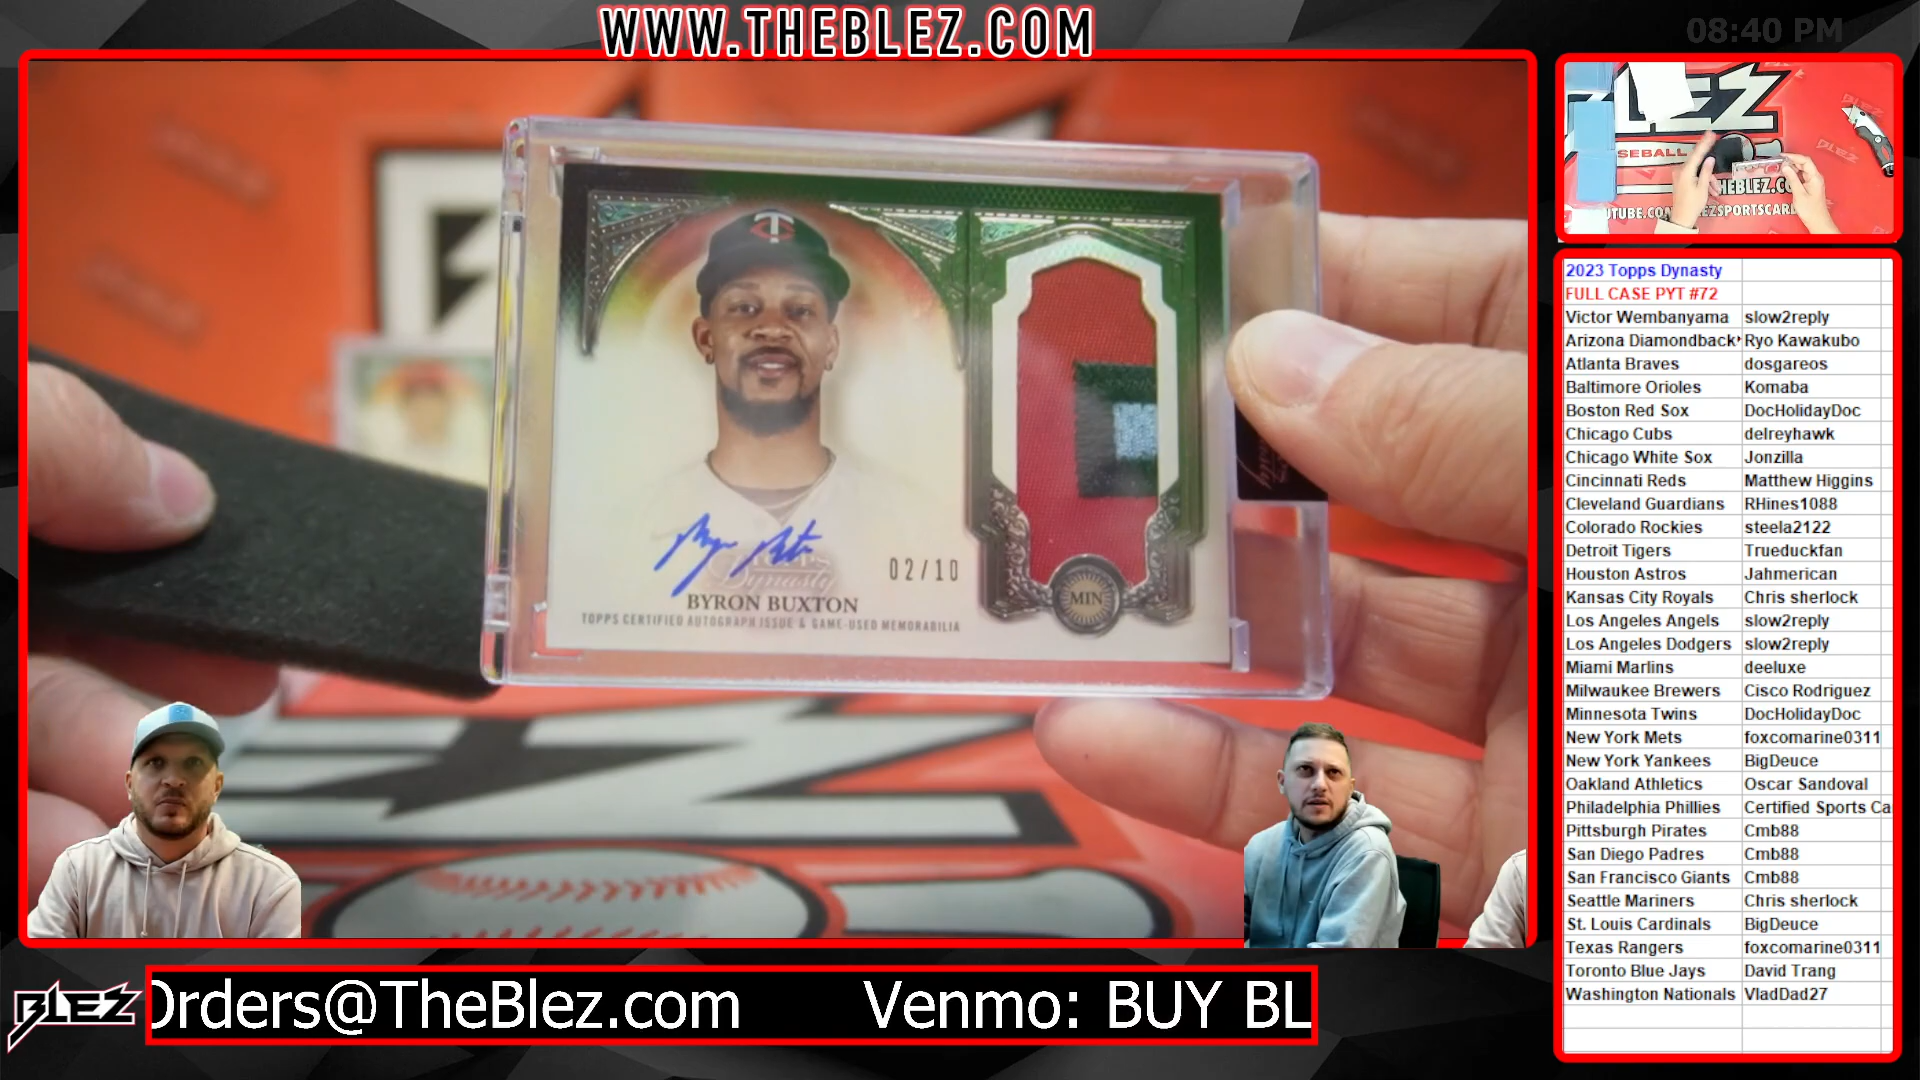 WWW.THEBLEZ.COM
08:40 PM
BYRON BUXTON
02/10
TOPPS CERTIFIED AUTOGRAPH ISSUE & GAME-USED MEMORABILIA
MIN
Dynasty
BLEZ
THEBLEZ.CO
2023 Topps Dynasty
FULL CASE PYT #72
Victor Wembanyama slow2reply
Arizona Diamondback Ryo Kawakubo
Atlanta Braves dosgareos
Baltimore Orioles Komaba
Boston Red Sox DocHolidayDoc
Chicago Cubs delreyhawk
Chicago White Sox Jonzilla
Cincinnati Reds Matthew Higgins
Cleveland Guardians RHines1088
Colorado Rockies steela2122
Detroit Tigers Trueduckfan
Houston Astros Jahmerican
Kansas City Royals Chris sherlock
Los Angeles Angels slow2reply
Los Angeles Dodgers slow2reply
Miami Marlins deeluxe
Milwaukee Brewers Cisco Rodriguez
Minnesota Twins DocHolidayDoc
New York Mets foxcomarine0311
New York Yankees BigDeuce
Oakland Athletics Oscar Sandoval
Philadelphia Phillies Certified Sports Ca
Pittsburgh Pirates Cmb88
San Diego Padres Cmb88
San Francisco Giants Cmb88
Seattle Mariners Chris sherlock
St. Louis Cardinals BigDeuce
Texas Rangers foxcomarine0311
Toronto Blue Jays David Trang
Washington Nationals VladDad27
BLEZ
Orders@TheBlez.com Venmo: BUY BL